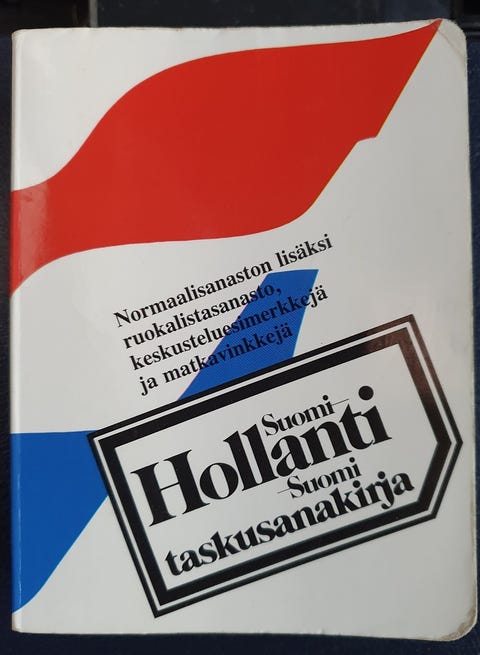 Normaalisanaston lisäksi
ruokalistasanasto,
keskusteluesimerkkejä
ja matkavinkkejä
Suomi–
Hollanti
–Suomi
taskusanakirja